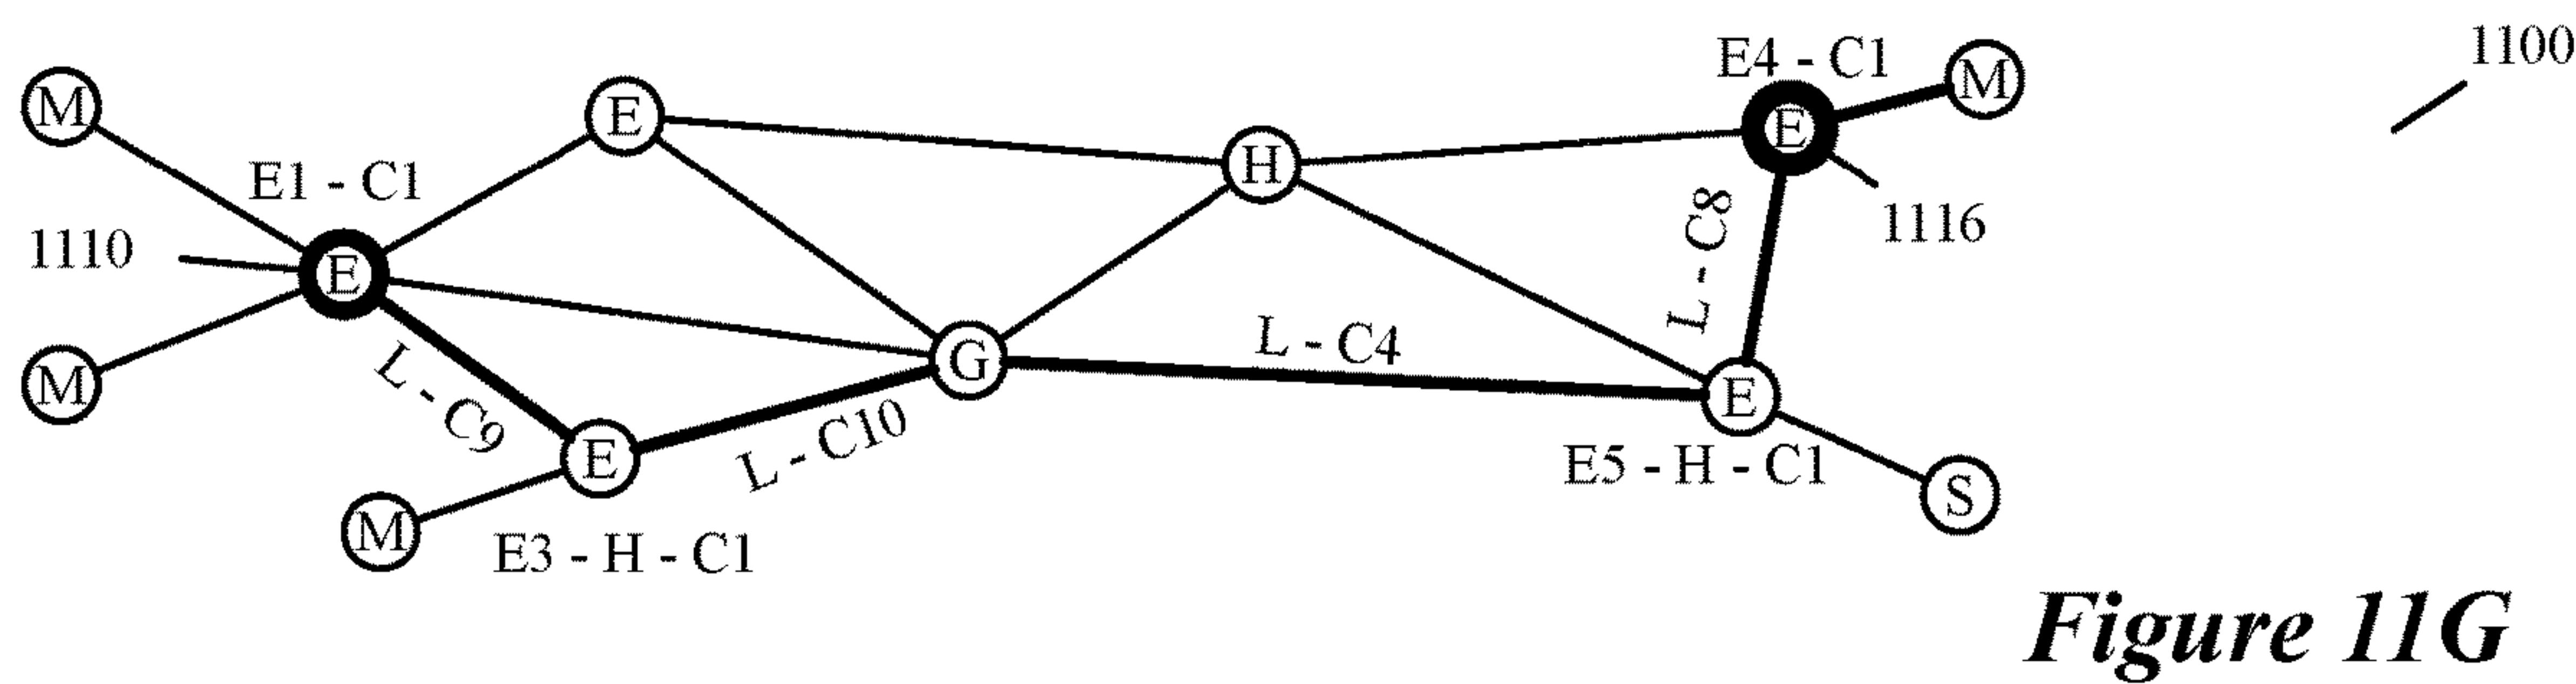 1100
E4 - C1
M
M
E
E
H
E1 - C1
1116
1110
E
L - C8
G
L - C4
M
L - C9
E
L - C10
E
E5 - H - C1
S
M
E3 - H - C1
Figure 11G